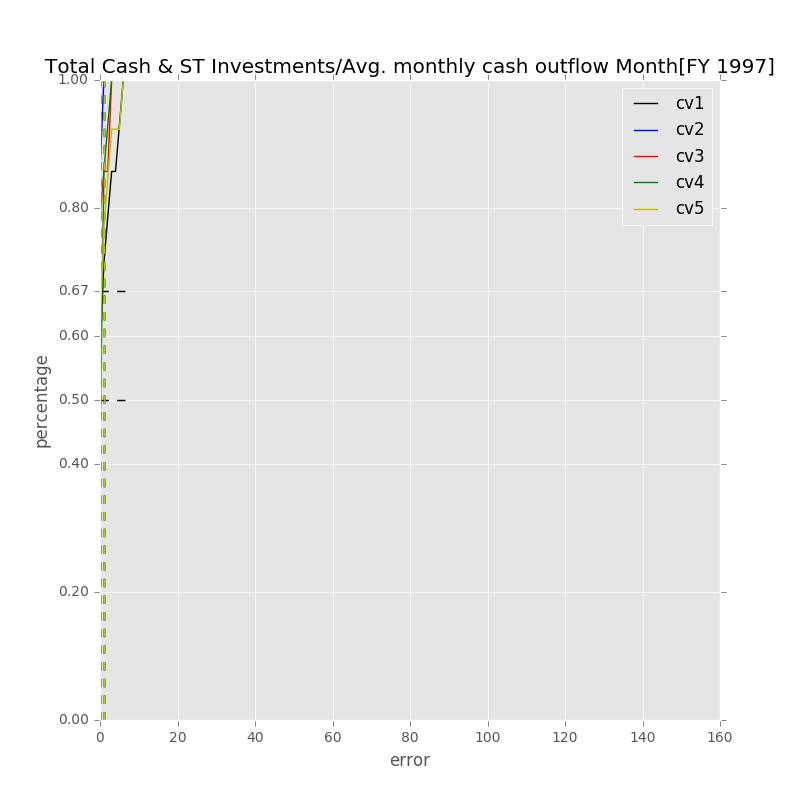 Total Cash & ST Investments/Avg. monthly cash outflow Month[FY 1997]
1.00
0.80
0.67
0.60
0.50
0.40
0.20
0.00
percentage
cv1
cv2
cv3
cv4
cv5
0 20 40 60 80 100 120 140 160
error